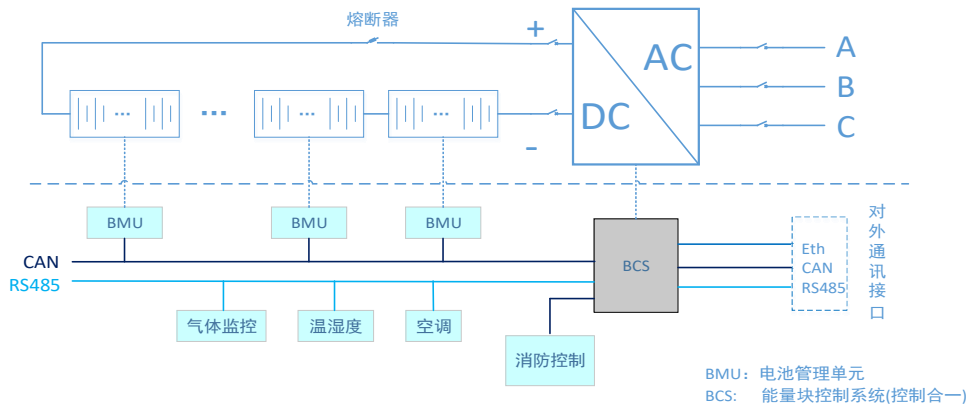 熔断器
+
AC
A
B
C
DC
-
... ... ... ...
BMU BMU BMU
CAN
RS485
BCS
Eth
CAN
RS485
对外通讯接口
气体监控 温湿度 空调
消防控制
BMU：电池管理单元
BCS: 能量块控制系统(控制合一)